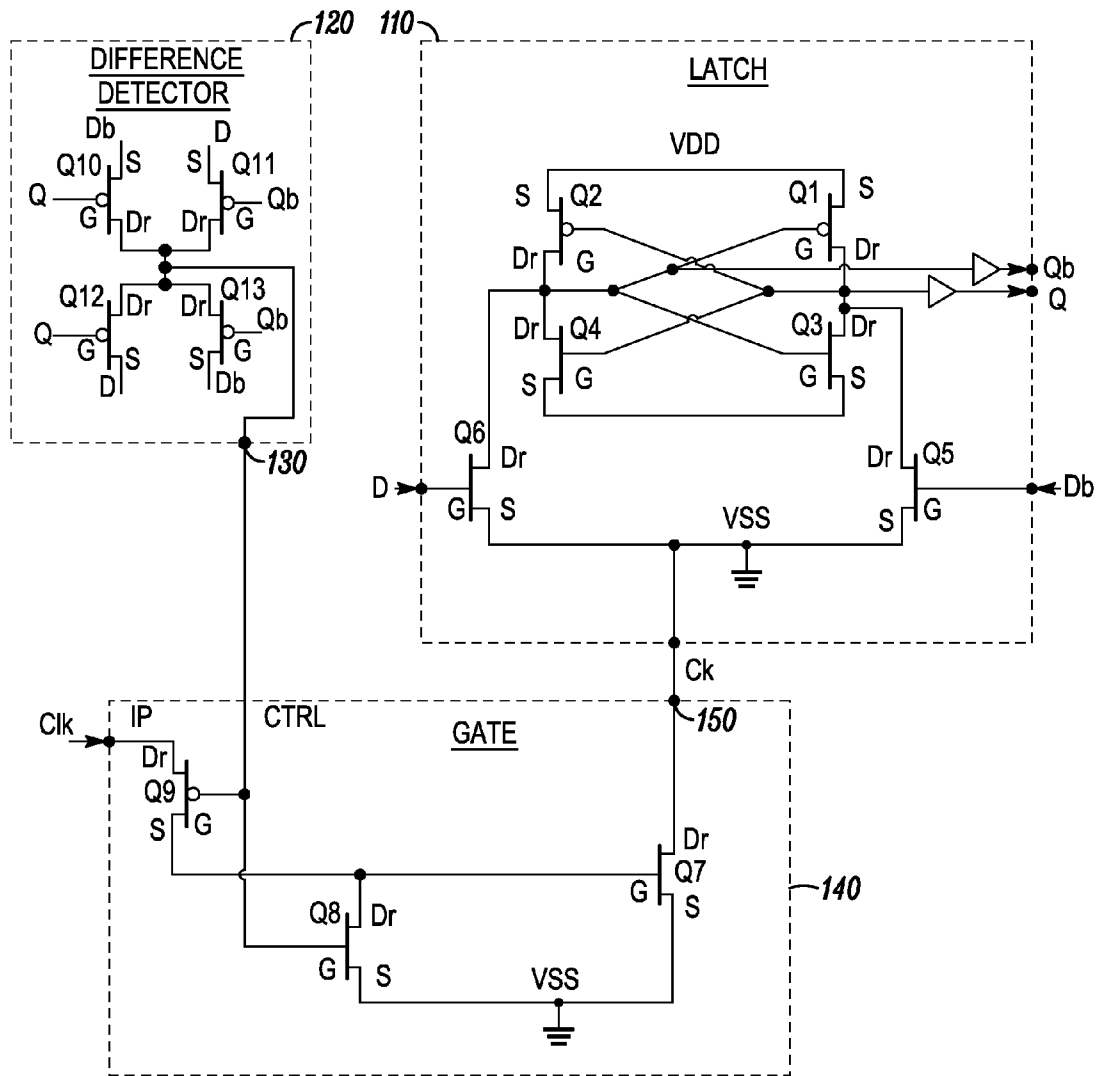 120
110
DIFFERENCE
DETECTOR
LATCH
Db
D
S
S
Q10
Q11
Q
Qb
G
Dr
Dr
G
Q12
Dr
Dr
Q13
Q
Qb
G
S
S
G
D
Db
130
VDD
S
Q2
Q1
S
Dr
G
G
Dr
Qb
Q
Dr
Q4
Q3
Dr
S
G
G
S
Q6
Dr
Dr
Q5
D
Db
G
S
VSS
S
G
Ck
150
Clk
IP
CTRL
GATE
Dr
Q9
S
G
Dr
Q7
G
S
140
Q8
Dr
G
S
VSS